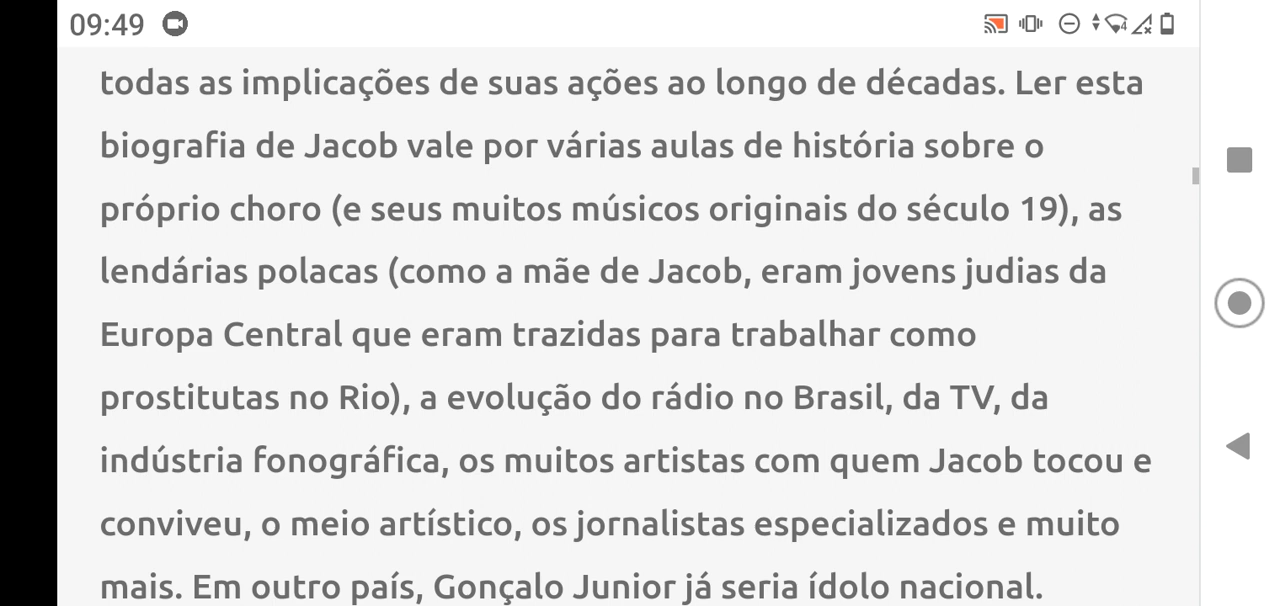 09:49
todas as implicações de suas ações ao longo de décadas. Ler esta
biografia de Jacob vale por várias aulas de história sobre o
próprio choro (e seus muitos músicos originais do século 19), as
lendárias polacas (como a mãe de Jacob, eram jovens judias da
Europa Central que eram trazidas para trabalhar como
prostitutas no Rio), a evolução do rádio no Brasil, da TV, da
indústria fonográfica, os muitos artistas com quem Jacob tocou e
conviveu, o meio artístico, os jornalistas especializados e muito
mais. Em outro país, Gonçalo Junior já seria ídolo nacional.